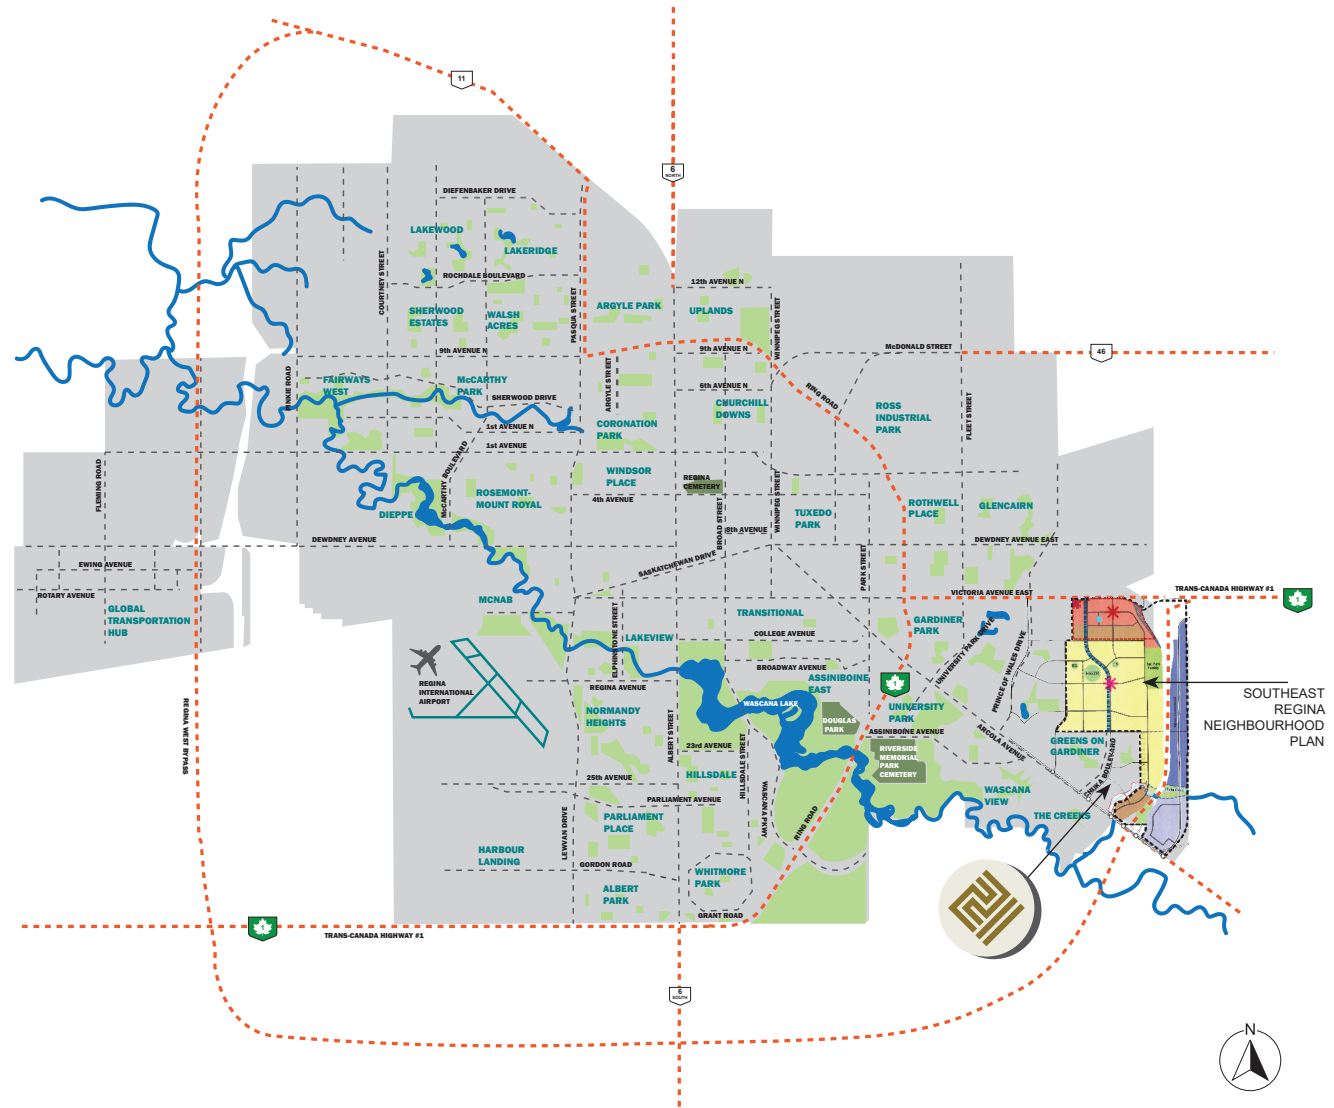 11
6
NORTH
DIEFENBAKER DRIVE
LAKEWOOD
LAKERIDGE
COURTNEY STREET
ROCHDALE BOULEVARD
12th AVENUE N
PASQUA STREET
ARGYLE PARK
UPLANDS
WINNIPEG STREET
SHERWOOD
ESTATES
WALSH
ACRES
9th AVENUE N
9th AVENUE N
McDONALD STREET
46
PINKIE ROAD
FAIRWAYS
WEST
McCARTHY
PARK
SHERWOOD DRIVE
ARGYLE STREET
6th AVENUE N
RING ROAD
CHURCHILL
DOWNS
ROSS
INDUSTRIAL
PARK
FLEET STREET
1st AVENUE N
1st AVENUE
CORONATION
PARK
McCARTHY BOULEVARD
FLEMING ROAD
WINDSOR
PLACE
REGINA
CEMETERY
WINNIPEG STREET
ROSEMONT-
MOUNT ROYAL
4th AVENUE
BROAD STREET
DIEPPE
TUXEDO
PARK
ROTHWELL
PLACE
GLENCAIRN
8th AVENUE
DEWDNEY AVENUE
DEWDNEY AVENUE EAST
EWING AVENUE
ROTARY AVENUE
SASKATCHEWAN DRIVE
PARK STREET
VICTORIA AVENUE EAST
TRANS-CANADA HIGHWAY #1
1
GLOBAL
TRANSPORTATION
HUB
MCNAB
ELPHINSTONE STREET
LAKEVIEW
TRANSITIONAL
COLLEGE AVENUE
GARDINER
PARK
UNIVERSITY PARK DRIVE
PRINCE OF WALES DRIVE
REGINA
INTERNATIONAL
AIRPORT
REGINA AVENUE
BROADWAY AVENUE
ASSINIBOINE
EAST
1
WASCANA LAKE
NORMANDY
HEIGHTS
ALBERT STREET
DOUGLAS
PARK
UNIVERSITY
PARK
ASSINIBOINE AVENUE
SOUTHEAST
REGINA
NEIGHBOURHOOD
PLAN
REGINA WEST BYPASS
23rd AVENUE
HILLSDALE STREET
RIVERSIDE
MEMORIAL
PARK
CEMETERY
ARCOLA AVENUE
GREENS ON
GARDINER
CHUKA BOULEVARD
25th AVENUE
HILLSDALE
WASCANA PKWY
WASCANA
VIEW
PARLIAMENT AVENUE
PARLIAMENT
PLACE
LEWVAN DRIVE
RING ROAD
THE CREEKS
HARBOUR
LANDING
GORDON ROAD
WHITMORE
PARK
ALBERT
PARK
GRANT ROAD
1
TRANS-CANADA HIGHWAY #1
6
SOUTH
N